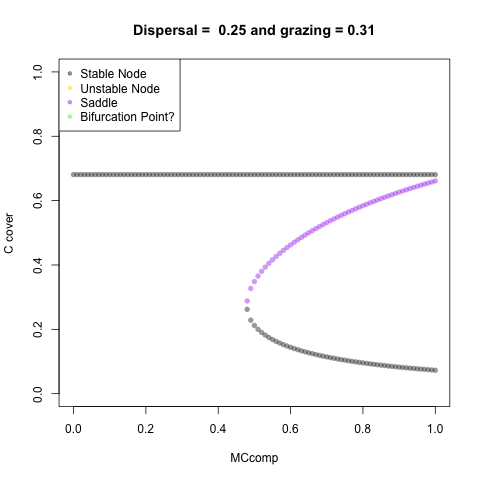 Dispersal =  0.25 and grazing = 0.31
Stable Node
Unstable Node
Saddle
Bifurcation Point?
C cover
1.0
0.8
0.6
0.4
0.2
0.0
0.0 0.2 0.4 0.6 0.8 1.0
MCcomp